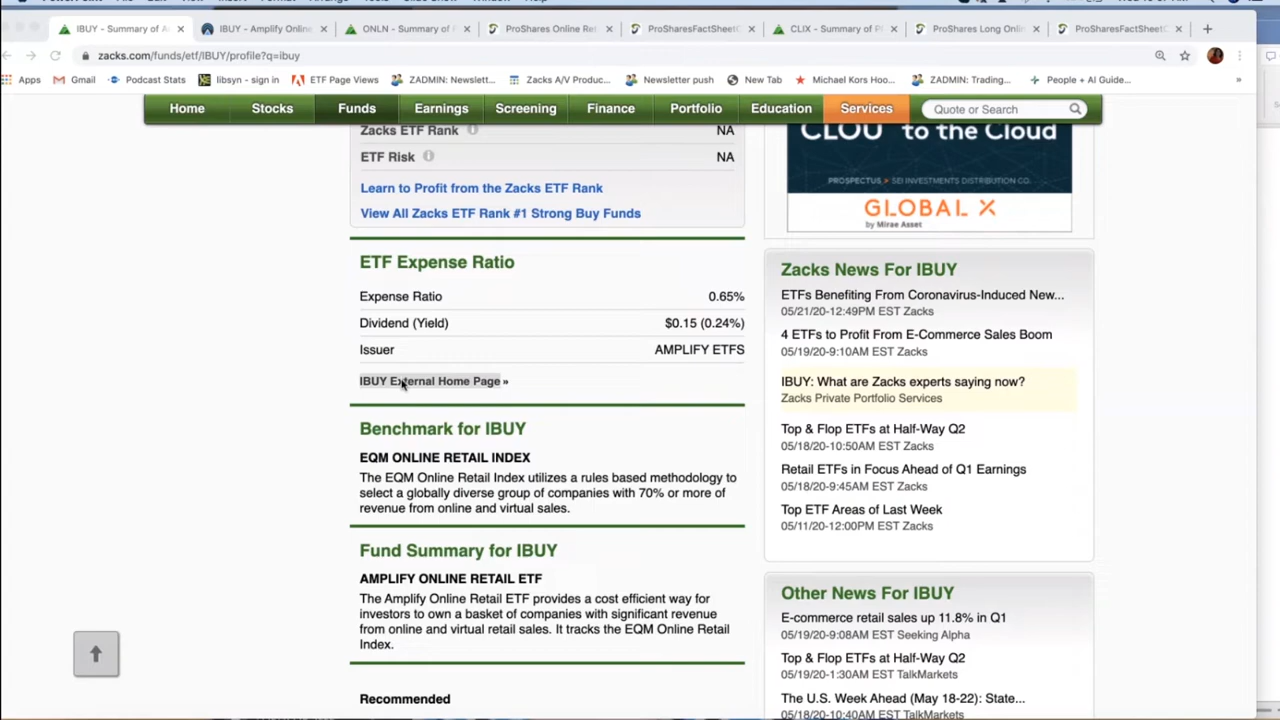 IBUY - Summary of A
IBUY - Amplify Online
ONLN - Summary of P
ProShares Online Re
ProSharesFactSheet
CLIX - Summary of P
ProShares Long Onlin
ProSharesFactSheet
zacks.com/funds/etf/IBUY/profile?q=ibuy
Apps
Gmail
Podcast Stats
libsyn - sign in
ETF Page Views
ZADMIN: Newslett...
Zacks A/V Produc...
Newsletter push
New Tab
Michael Kors Hoo...
ZADMIN: Trading...
People + AI Guide...
»
Home
Stocks
Funds
Earnings
Screening
Finance
Portfolio
Education
Services
Quote or Search
Zacks ETF Rank
NA
ETF Risk
NA
Learn to Profit from the Zacks ETF Rank
View All Zacks ETF Rank #1 Strong Buy Funds
ETF Expense Ratio
Expense Ratio
0.65%
Dividend (Yield)
$0.15 (0.24%)
Issuer
AMPLIFY ETFS
IBUY External Home Page »
Benchmark for IBUY
EQM ONLINE RETAIL INDEX
The EQM Online Retail Index utilizes a rules based methodology to
select a globally diverse group of companies with 70% or more of
revenue from online and virtual sales.
Fund Summary for IBUY
AMPLIFY ONLINE RETAIL ETF
The Amplify Online Retail ETF provides a cost efficient way for
investors to own a basket of companies with significant revenue
from online and virtual retail sales. It tracks the EQM Online Retail
Index.
Recommended
CLOU to the Cloud
PROSPECTUS > SEI INVESTMENTS DISTRIBUTION CO.
GLOBAL X
by Mirae Asset
Zacks News For IBUY
ETFs Benefiting From Coronavirus-Induced New...
05/21/20-12:49PM EST Zacks
4 ETFs to Profit From E-Commerce Sales Boom
05/19/20-9:10AM EST Zacks
IBUY: What are Zacks experts saying now?
Zacks Private Portfolio Services
Top & Flop ETFs at Half-Way Q2
05/18/20-10:50AM EST Zacks
Retail ETFs in Focus Ahead of Q1 Earnings
05/18/20-9:45AM EST Zacks
Top ETF Areas of Last Week
05/11/20-12:00PM EST Zacks
Other News For IBUY
E-commerce retail sales up 11.8% in Q1
05/19/20-9:08AM EST Seeking Alpha
Top & Flop ETFs at Half-Way Q2
05/19/20-1:30AM EST TalkMarkets
The U.S. Week Ahead (May 18-22): State...
05/18/20-10:40AM EST TalkMarkets